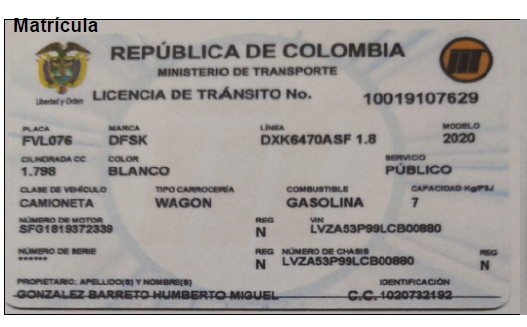 Matrícula
REPÚBLICA DE COLOMBIA
MINISTERIO DE TRANSPORTE
Libertad y Orden
LICENCIA DE TRÁNSITO No. 10019107629
PLACA MARCA LÍNEA MODELO
FVL076 DFSK DXK6470ASF 1.8 2020
CILINDRADA CC COLOR SERVICIO
1.798 BLANCO PÚBLICO
CLASE DE VEHÍCULO TIPO CARROCERÍA COMBUSTIBLE CAPACIDAD Kg/PSJ
CAMIONETA WAGON GASOLINA 7
NÚMERO DE MOTOR REG VIN
SFG1819372339 N LVZA53P99LCB00880
NÚMERO DE SERIE REG NÚMERO DE CHASIS REG
****** N LVZA53P99LCB00880 N
PROPIETARIO: APELLIDO(S) Y NOMBRE(S) IDENTIFICACIÓN
GONZALEZ BARRETO HUMBERTO MIGUEL C.C. 1020732192